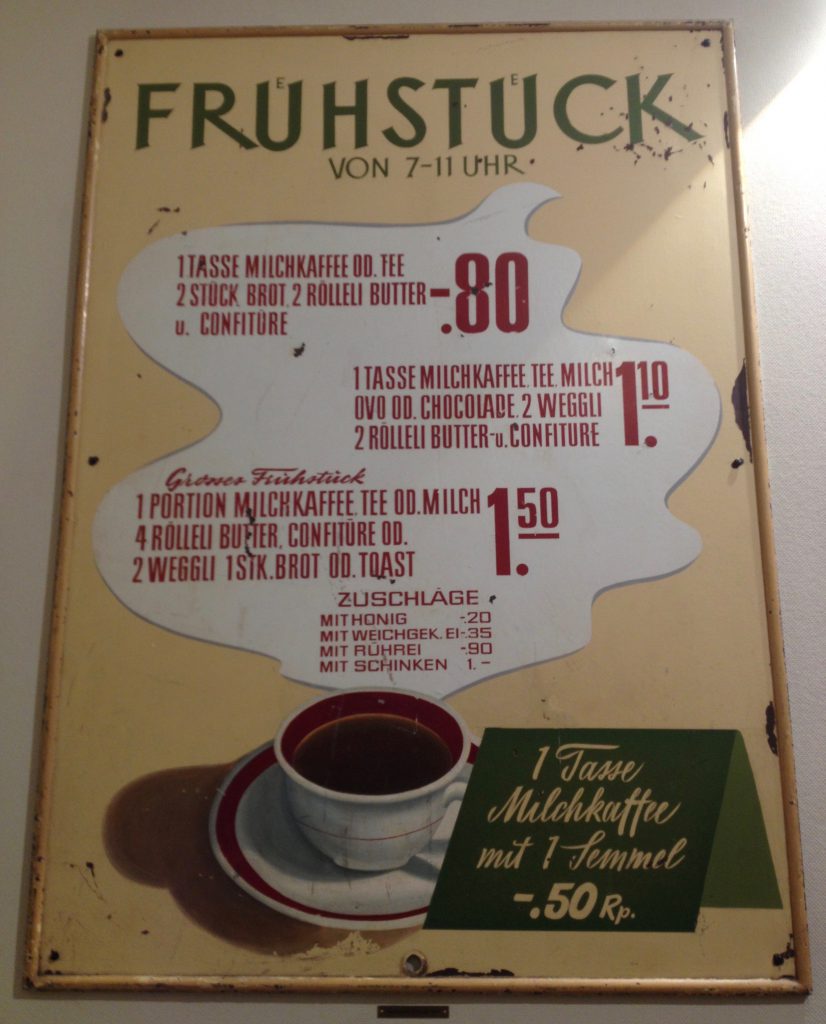 FRUEHSTUECK
VON 7-11 UHR
1 TASSE MILCHKAFFEE OD. TEE
2 STÜCK BROT, 2 RÖLLELI BUTTER -.80
u. CONFITÜRE
1 TASSE MILCHKAFFEE, TEE, MILCH 1.10
OVO OD. CHOCOLADE, 2 WEGGLI
2 RÖLLELI BUTTER u. CONFITÜRE
Grosses Frühstück
1 PORTION MILCHKAFFEE, TEE OD. MILCH 1.50
4 RÖLLELI BUTTER, CONFITÜRE OD.
2 WEGGLI 1 STK. BROT OD. TOAST
ZUSCHLÄGE
MIT HONIG -.20
MIT WEICHGEK. EI -.35
MIT RÜHREI -.90
MIT SCHINKEN 1.–
1 Tasse
Milchkaffee
mit 1 Semmel
-.50 Rp.